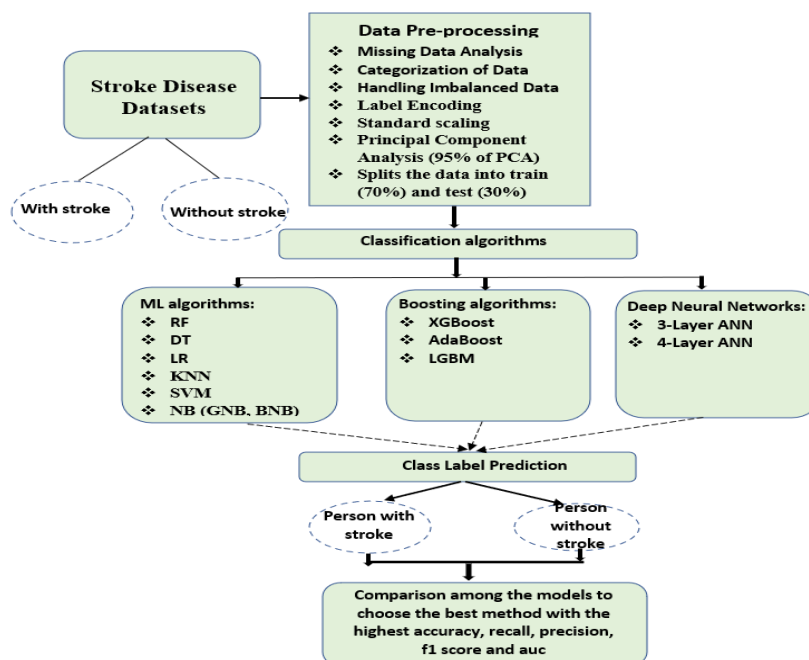 Stroke Disease
Datasets
With stroke
Without stroke
Data Pre-processing
❖ Missing Data Analysis
❖ Categorization of Data
❖ Handling Imbalanced Data
❖ Label Encoding
❖ Standard scaling
❖ Principal Component
Analysis (95% of PCA)
❖ Splits the data into train
(70%) and test (30%)
Classification algorithms
ML algorithms:
❖ RF
❖ DT
❖ LR
❖ KNN
❖ SVM
❖ NB (GNB, BNB)
Boosting algorithms:
❖ XGBoost
❖ AdaBoost
❖ LGBM
Deep Neural Networks:
❖ 3-Layer ANN
❖ 4-Layer ANN
Class Label Prediction
Person with
stroke
Person
without
stroke
Comparison among the models to
choose the best method with the
highest accuracy, recall, precision,
f1 score and auc